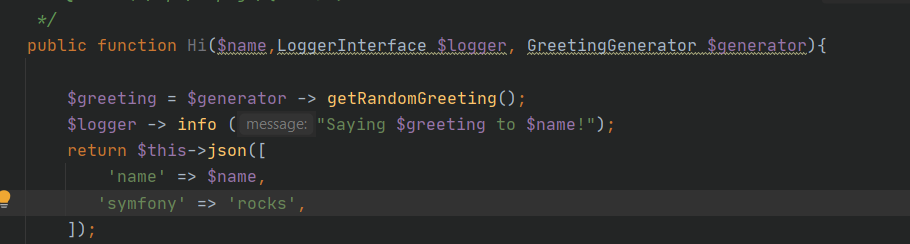 */
public function Hi($name,LoggerInterface $logger, GreetingGenerator $generator){
$greeting = $generator -> getRandomGreeting();
$logger -> info ( message: "Saying $greeting to $name!");
return $this->json([
'name' => $name,
'symfony' => 'rocks',
]);